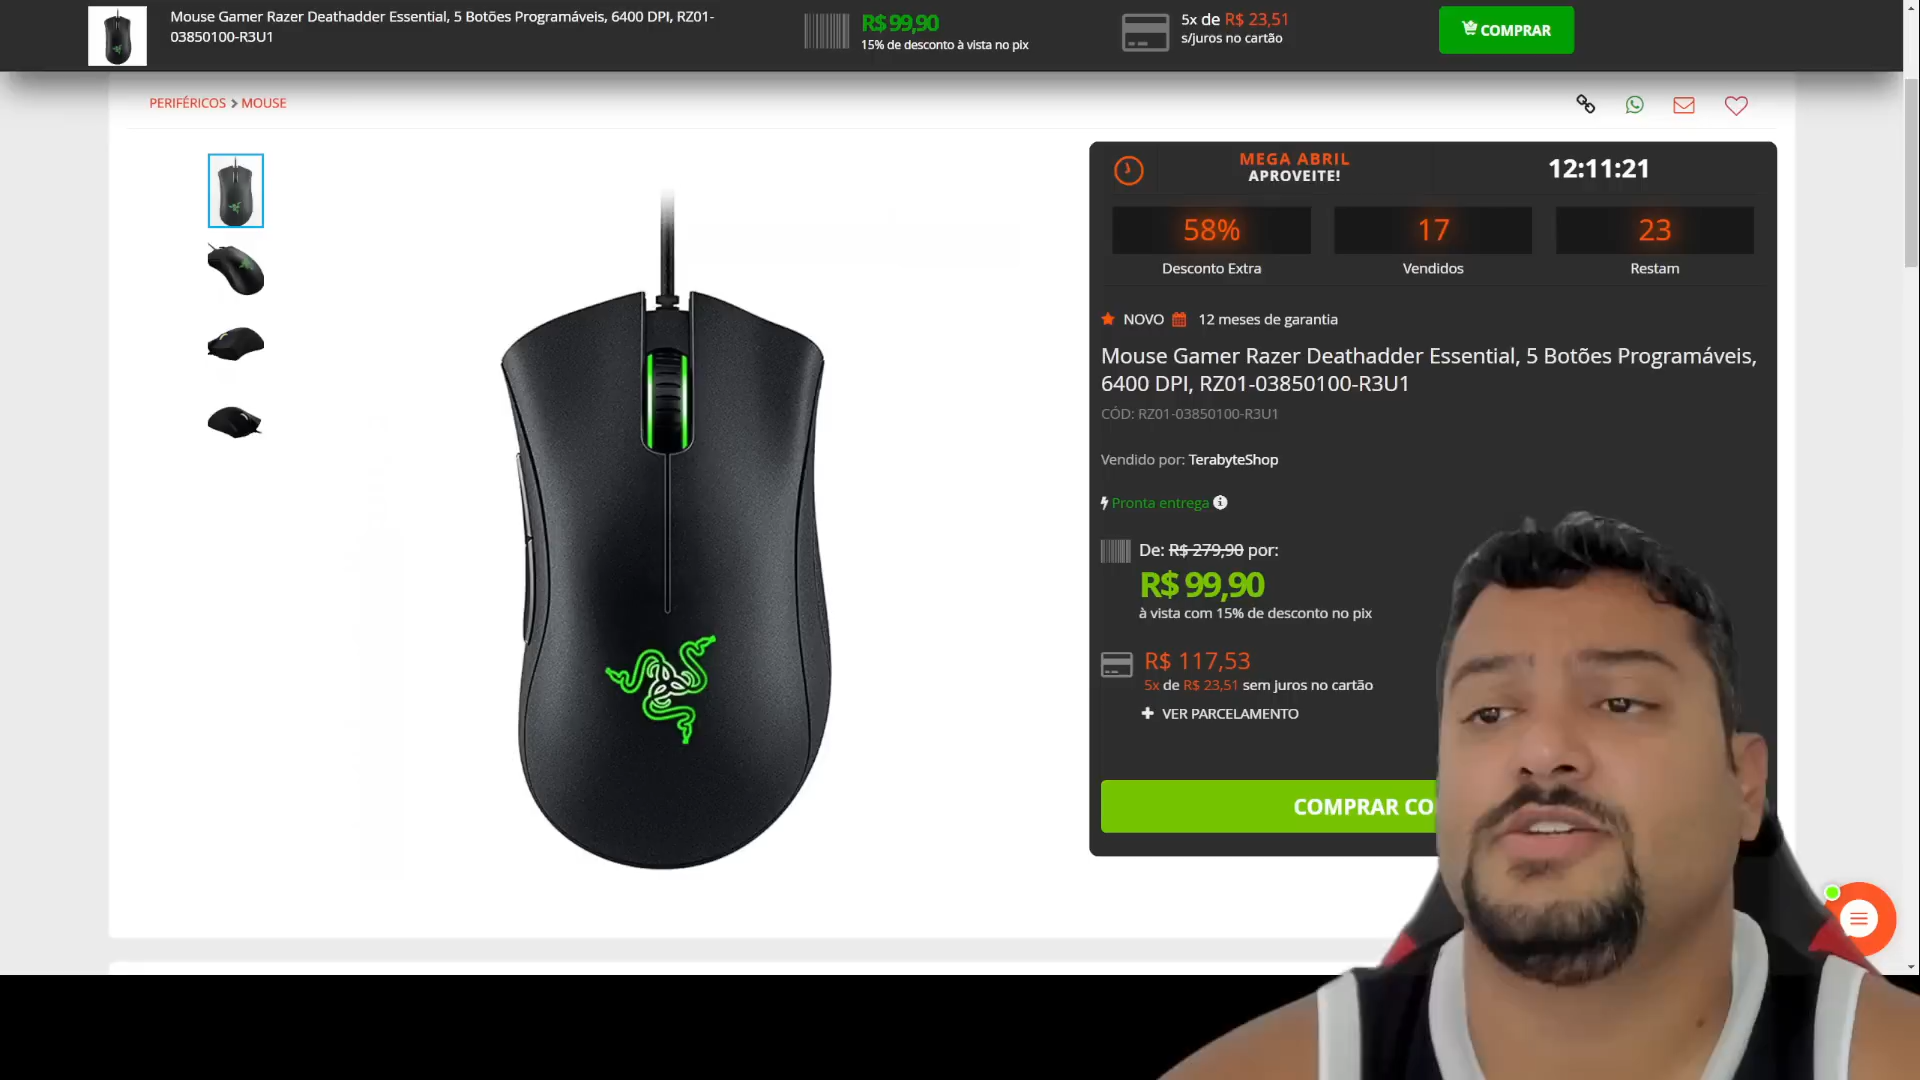 Mouse Gamer Razer Deathadder Essential, 5 Botões Programáveis, 6400 DPI, RZ01-
03850100-R3U1
R$ 99,90
15% de desconto à vista no pix
5x de R$ 23,51
s/juros no cartão
COMPRAR
PERIFÉRICOS > MOUSE
MEGA ABRIL
APROVEITE!
12:11:21
58%
Desconto Extra
17
Vendidos
23
Restam
NOVO 12 meses de garantia
Mouse Gamer Razer Deathadder Essential, 5 Botões Programáveis,
6400 DPI, RZ01-03850100-R3U1
CÓD: RZ01-03850100-R3U1
Vendido por: TerabyteShop
Pronta entrega
De: R$ 279,90 por:
R$ 99,90
à vista com 15% de desconto no pix
R$ 117,53
5x de R$ 23,51 sem juros no cartão
+ VER PARCELAMENTO
COMPRAR CO